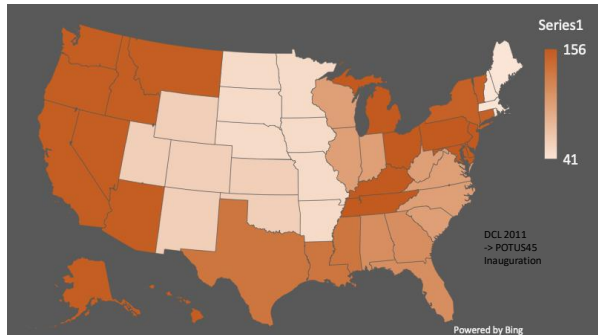 Series1
156
41
DCL 2011
-> POTUS45
Inauguration
Powered by Bing